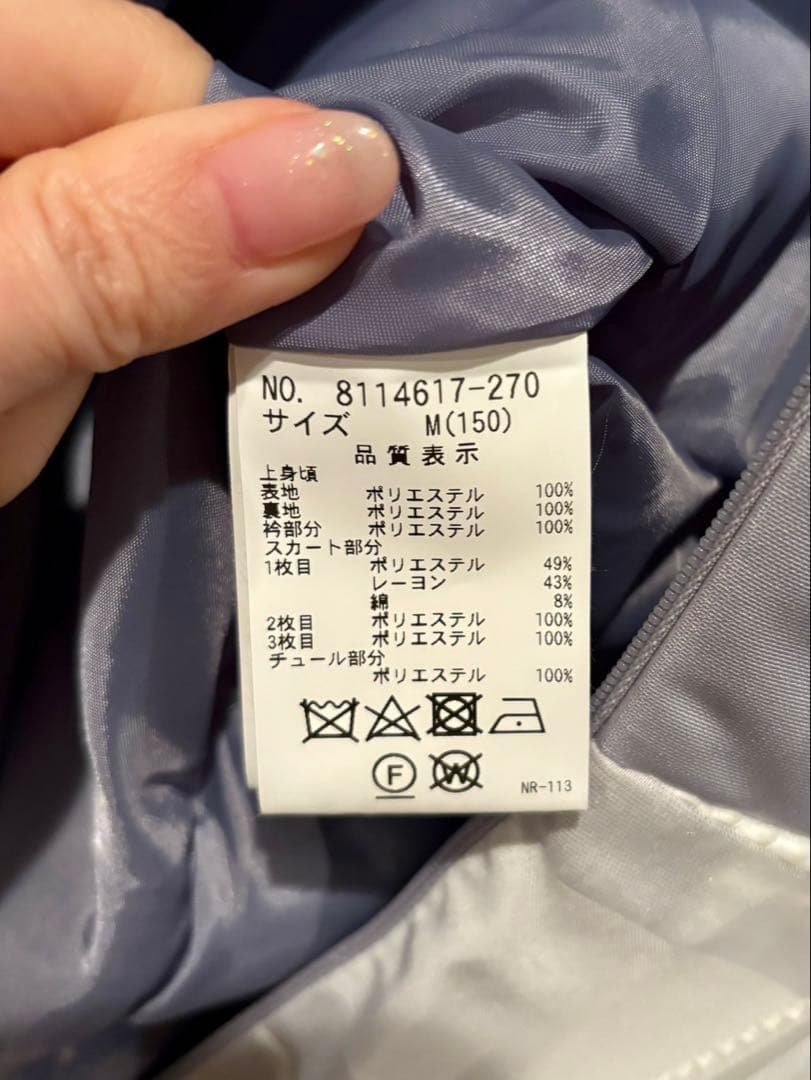 NO. 8114617-270
サイズ M(150)
品質表示
上身頃
表地 ポリエステル 100%
裏地 ポリエステル 100%
衿部分 ポリエステル 100%
スカート部分
1枚目 ポリエステル 49%
レーヨン 43%
綿 8%
2枚目 ポリエステル 100%
3枚目 ポリエステル 100%
チュール部分
ポリエステル 100%
F W
NR-113